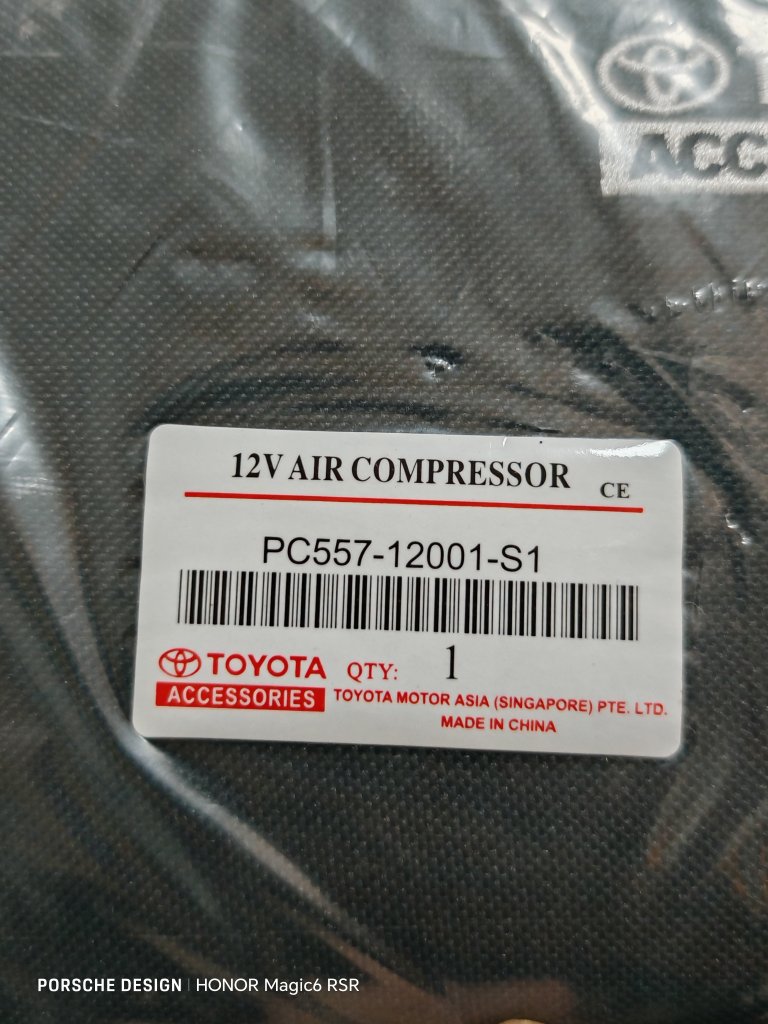 ACC
12V AIR COMPRESSOR CE
PC557-12001-S1
TOYOTA QTY: 1
ACCESSORIES TOYOTA MOTOR ASIA (SINGAPORE) PTE. LTD.
MADE IN CHINA
PORSCHE DESIGN | HONOR Magic6 RSR